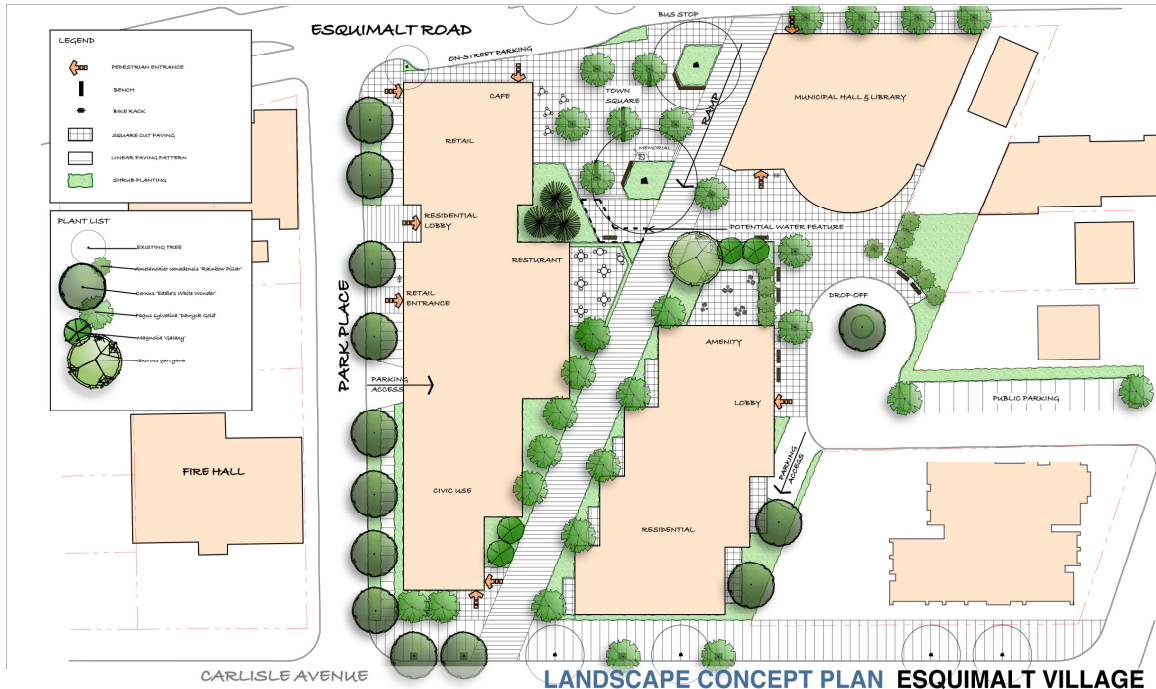 ESQUIMALT ROAD
BUS STOP
ON-STREET PARKING
LEGEND
PEDESTRIAN ENTRANCE
BENCH
BIKE RACK
SQUARE CUT PAVING
LINEAR PAVING PATTERN
SHRUB PLANTING
PLANT LIST
EXISTING TREE
Amelanchier canadensis 'Rainbow Pillar'
Cornus 'Eddie's White Wonder'
Fagus sylvatica 'Dawyck Gold'
Magnolia 'Galaxy'
CAFE
RETAIL
TOWN
SQUARE
RAMP
MEMORIAL
MUNICIPAL HALL & LIBRARY
RESIDENTIAL
LOBBY
POTENTIAL WATER FEATURE
RESTURANT
RETAIL
ENTRANCE
PARK PLACE
DROP-OFF
AMENITY
PARKING
ACCESS
LOBBY
PUBLIC PARKING
PARKING
ACCESS
FIRE HALL
CIVIC USE
RESIDENTIAL
CARLISLE AVENUE
LANDSCAPE CONCEPT PLAN ESQUIMALT VILLAGE